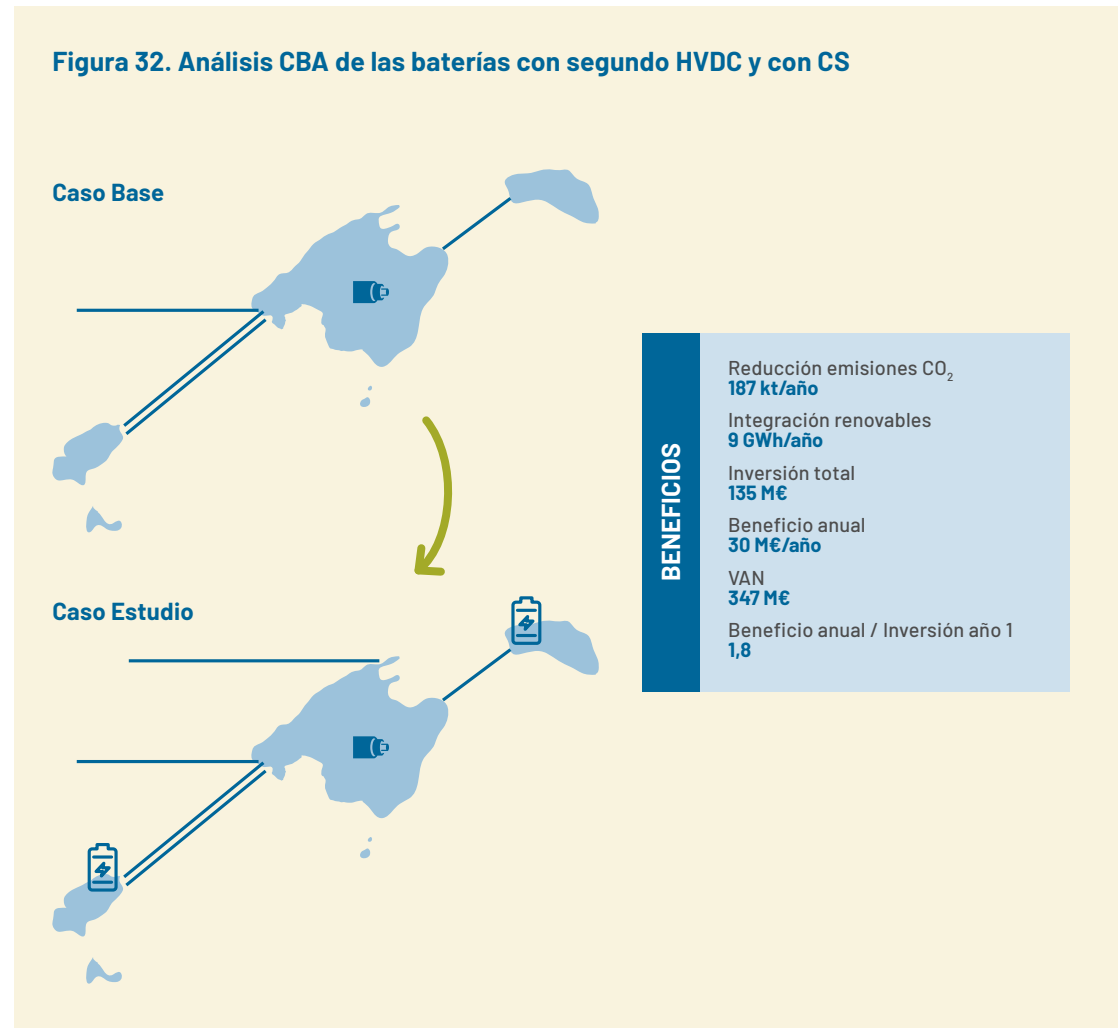 Figura 32. Análisis CBA de las baterías con segundo HVDC y con CS
Caso Base
Caso Estudio
BENEFICIOS
Reducción emisiones CO₂
187 kt/año
Integración renovables
9 GWh/año
Inversión total
135 M€
Beneficio anual
30 M€/año
VAN
347 M€
Beneficio anual / Inversión año 1
1,8